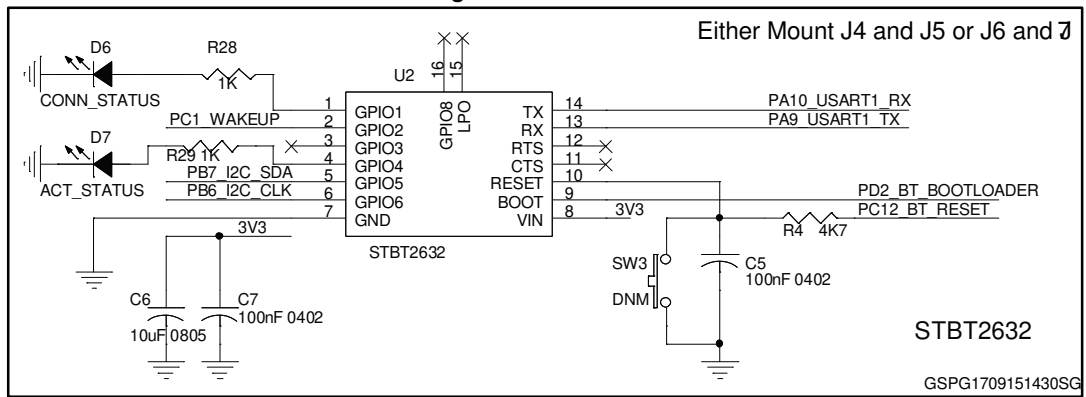 Either Mount J4 and J5 or J6 and
D6
R28
1K
CONN_STATUS
U2
16
15
GPIO8
LPO
1
GPIO1
PC1_WAKEUP
2
GPIO2
3
GPIO3
D7
R29 1K
4
GPIO4
ACT_STATUS
PB7_I2C_SDA
5
GPIO5
PB6_I2C_CLK
6
GPIO6
7
GND
TX
14
PA10_USART1_RX
RX
13
PA9_USART1_TX
RTS
12
CTS
11
RESET
10
BOOT
9
PD2_BT_BOOTLOADER
VIN
8
3V3
PC12_BT_RESET
R4 4K7
STBT2632
3V3
C6
10uF 0805
C7
100nF 0402
SW3
DNM
C5
100nF 0402
STBT2632
GSPG1709151430SG